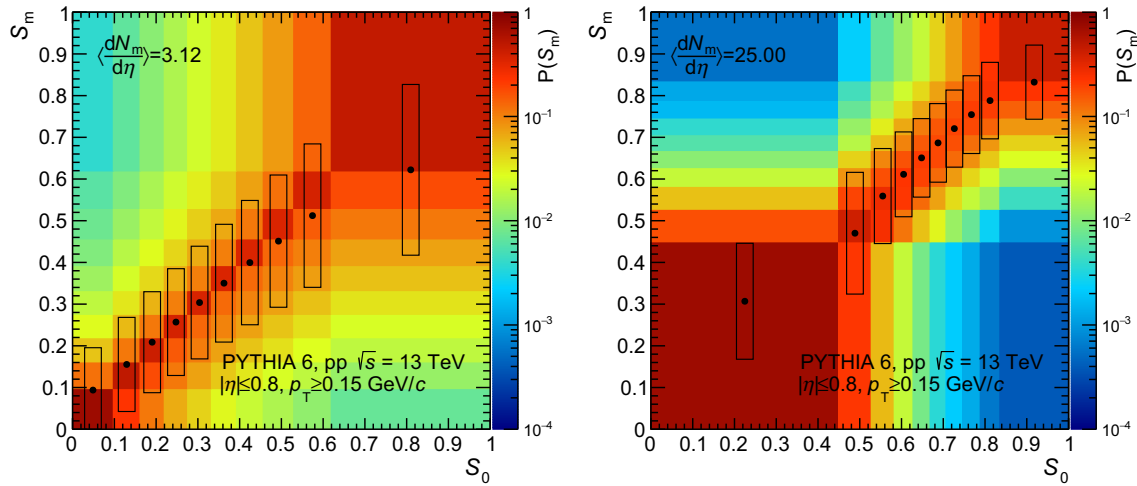 S_m
1
0.9
0.8
0.7
0.6
0.5
0.4
0.3
0.2
0.1
0
⟨dN_m/dη⟩=3.12
PYTHIA 6, pp √s = 13 TeV
|η|≤0.8, p_T≥0.15 GeV/c
0 0.1 0.2 0.3 0.4 0.5 0.6 0.7 0.8 0.9 1
S_0
1
10^−1
10^−2
10^−3
10^−4
P(S_m)
S_m
1
0.9
0.8
0.7
0.6
0.5
0.4
0.3
0.2
0.1
0
⟨dN_m/dη⟩=25.00
PYTHIA 6, pp √s = 13 TeV
|η|≤0.8, p_T≥0.15 GeV/c
0 0.1 0.2 0.3 0.4 0.5 0.6 0.7 0.8 0.9 1
S_0
1
10^−1
10^−2
10^−3
10^−4
P(S_m)